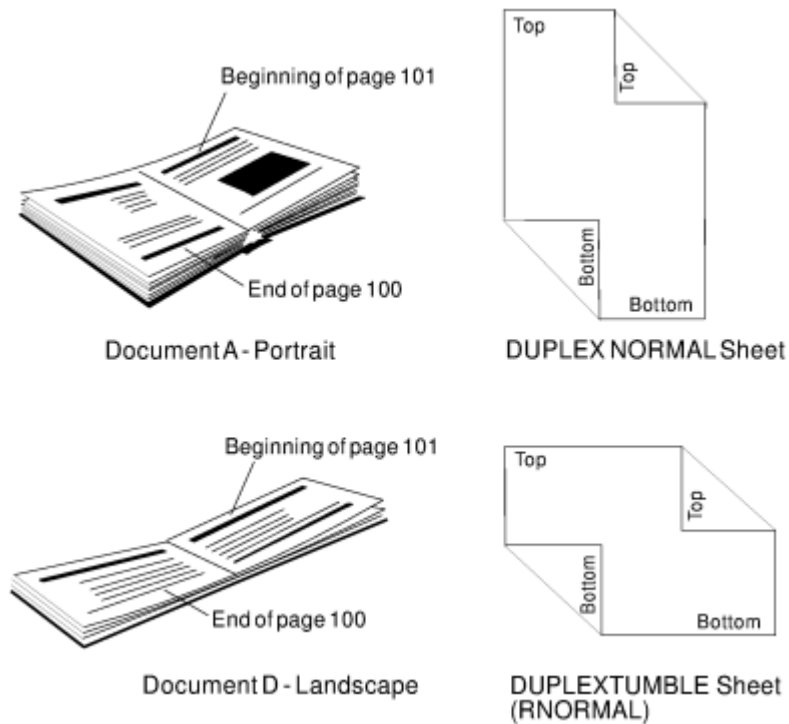 Top
Top
Beginning of page 101
Bottom
End of page 100
Bottom
Document A - Portrait
DUPLEX NORMAL Sheet
Beginning of page 101
Top
Top
Bottom
End of page 100
Bottom
Document D - Landscape
DUPLEXTUMBLE Sheet
(RNORMAL)